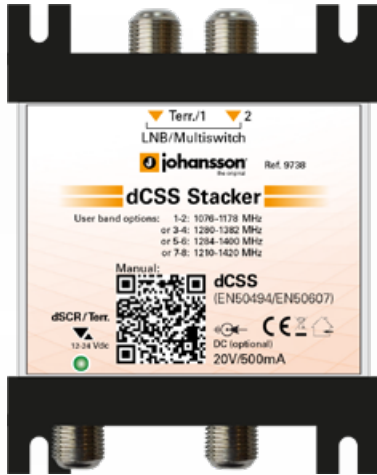 Terr./1 2
LNB/Multiswitch
johansson Ref. 9738
the original
dCSS Stacker
User band options: 1-2: 1076-1178 MHz
or 3-4: 1280-1382 MHz
or 5-6: 1284-1400 MHz
or 7-8: 1210-1420 MHz
Manual:
dCSS
(EN50494/EN50607)
dSCR/Terr.
12-24 Vdc
CE
DC (optional)
20V/500mA